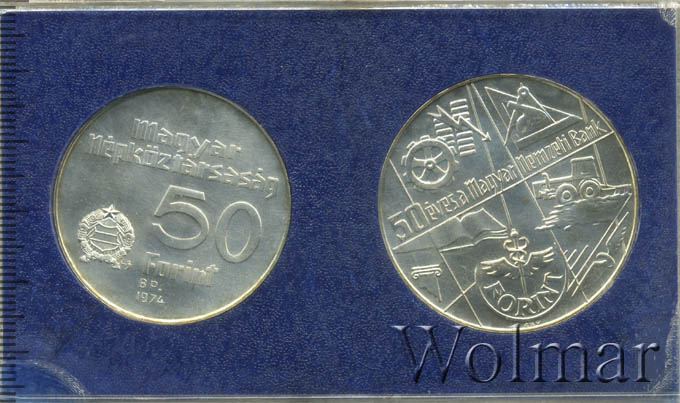 Magyar
Népköztársaság
50
Forint
BP.
1974
50 éves a Magyar Nemzeti Bank
FORINT
Wolmar